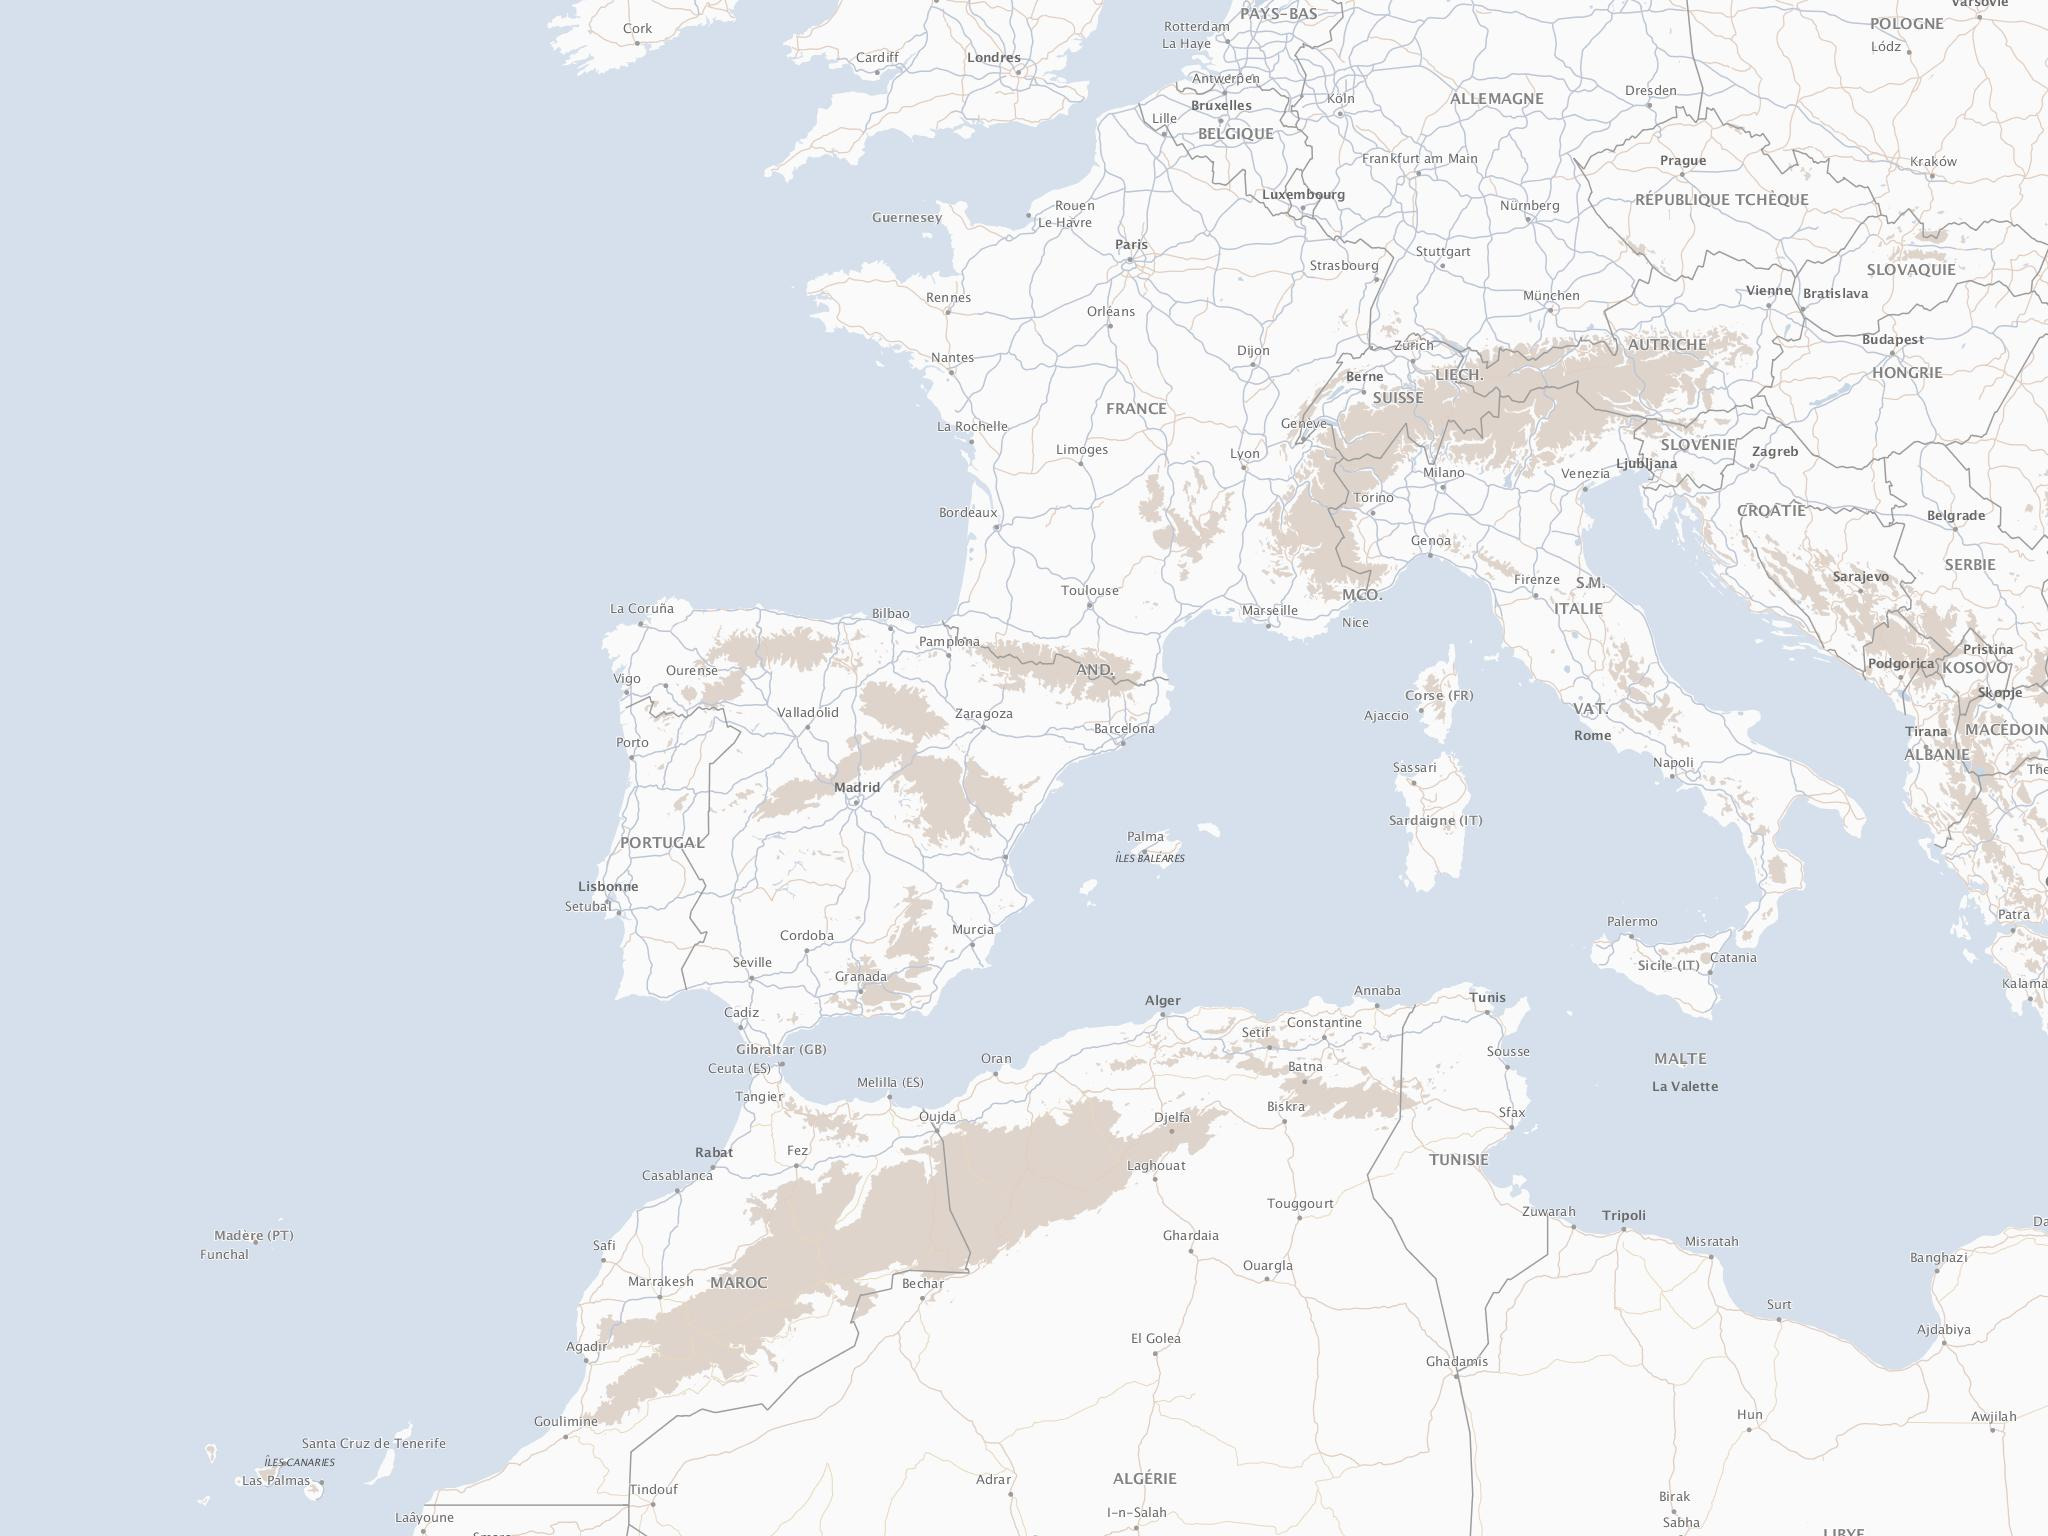 Varsovie
PAYS-BAS
POLOGNE
Cork
Rotterdam
La Haye
Lódz
Cardiff
Londres
Antwerpen
Köln
ALLEMAGNE
Dresden
Bruxelles
Lille
BELGIQUE
Frankfurt am Main
Prague
Kraków
Luxembourg
RÉPUBLIQUE TCHÈQUE
Rouen
Nürnberg
Guernesey
Le Havre
Paris
Stuttgart
Strasbourg
SLOVAQUIE
Rennes
München
Vienne
Bratislava
Orléans
Budapest
Nantes
Dijon
Zürich
AUTRICHE
Berne
LIECH.
HONGRIE
SUISSE
FRANCE
La Rochelle
Genève
Limoges
Lyon
SLOVÉNIE
Zagreb
Milano
Venezia
Ljubljana
Torino
Bordeaux
CROATIE
Belgrade
Genoa
SERBIE
Toulouse
Firenze
S.M.
Sarajevo
MCO.
La Coruña
Bilbao
Marseille
ITALIE
Nice
Pamplona
Pristina
Ourense
AND.
Podgorica
KOSOVO
Vigo
Corse (FR)
Skopje
Valladolid
Zaragoza
Ajaccio
VAT.
Porto
Barcelona
Rome
Tirana
MACÉDOIN
ALBANIE
Sassari
Napoli
The
Madrid
Sardaigne (IT)
Palma
PORTUGAL
ÎLES BALÉARES
Lisbonne
Setubal
Patra
Cordoba
Murcia
Palermo
Seville
Granada
Sicile (IT)
Catania
Kalama
Annaba
Tunis
Alger
Cadiz
Constantine
Setif
Gibraltar (GB)
Oran
Sousse
MALTE
Ceuta (ES)
Batna
Melilla (ES)
La Valette
Tangier
Biskra
Oujda
Djelfa
Sfax
Rabat
Fez
TUNISIE
Casablanca
Laghouat
Touggourt
Zuwarah
Tripoli
Da
Madère (PT)
Ghardaia
Misratah
Funchal
Safi
Ouargla
Banghazi
Marrakesh
MAROC
Bechar
Surt
Agadir
El Golea
Ajdabiya
Ghadamis
Goulimine
Hun
Awjilah
Santa Cruz de Tenerife
ÎLES CANARIES
Las Palmas
Adrar
ALGÉRIE
Tindouf
Birak
Laâyoune
I-n-Salah
Sabha
Smara
LIBYE